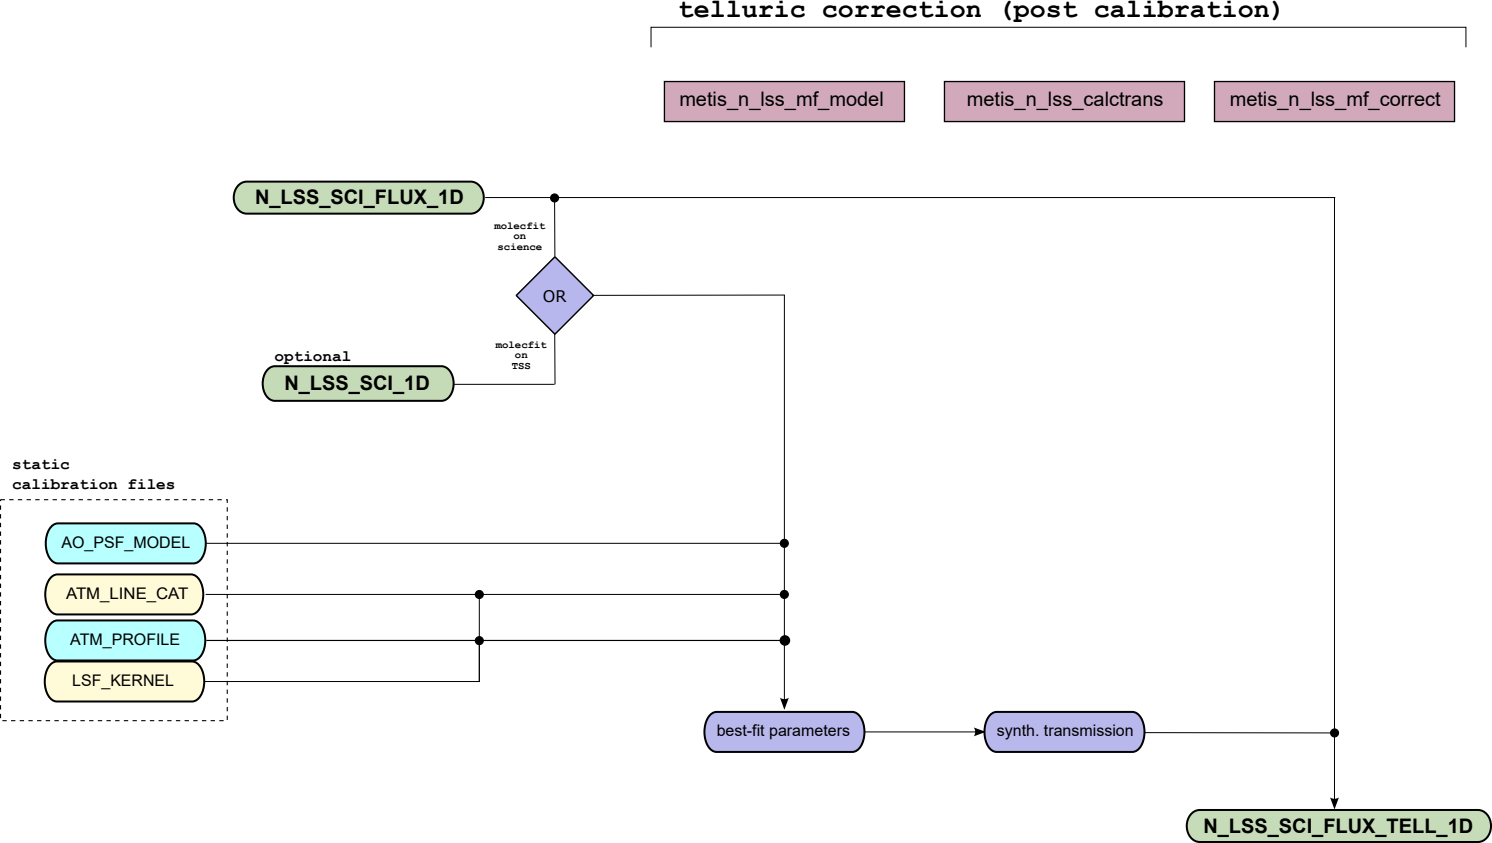 telluric correction (post calibration)
metis_n_lss_mf_model
metis_n_lss_calctrans
metis_n_lss_mf_correct
N_LSS_SCI_FLUX_1D
molecfit
on
science
OR
molecfit
on
TSS
optional
N_LSS_SCI_1D
static
calibration files
AO_PSF_MODEL
ATM_LINE_CAT
ATM_PROFILE
LSF_KERNEL
best-fit parameters
synth. transmission
N_LSS_SCI_FLUX_TELL_1D